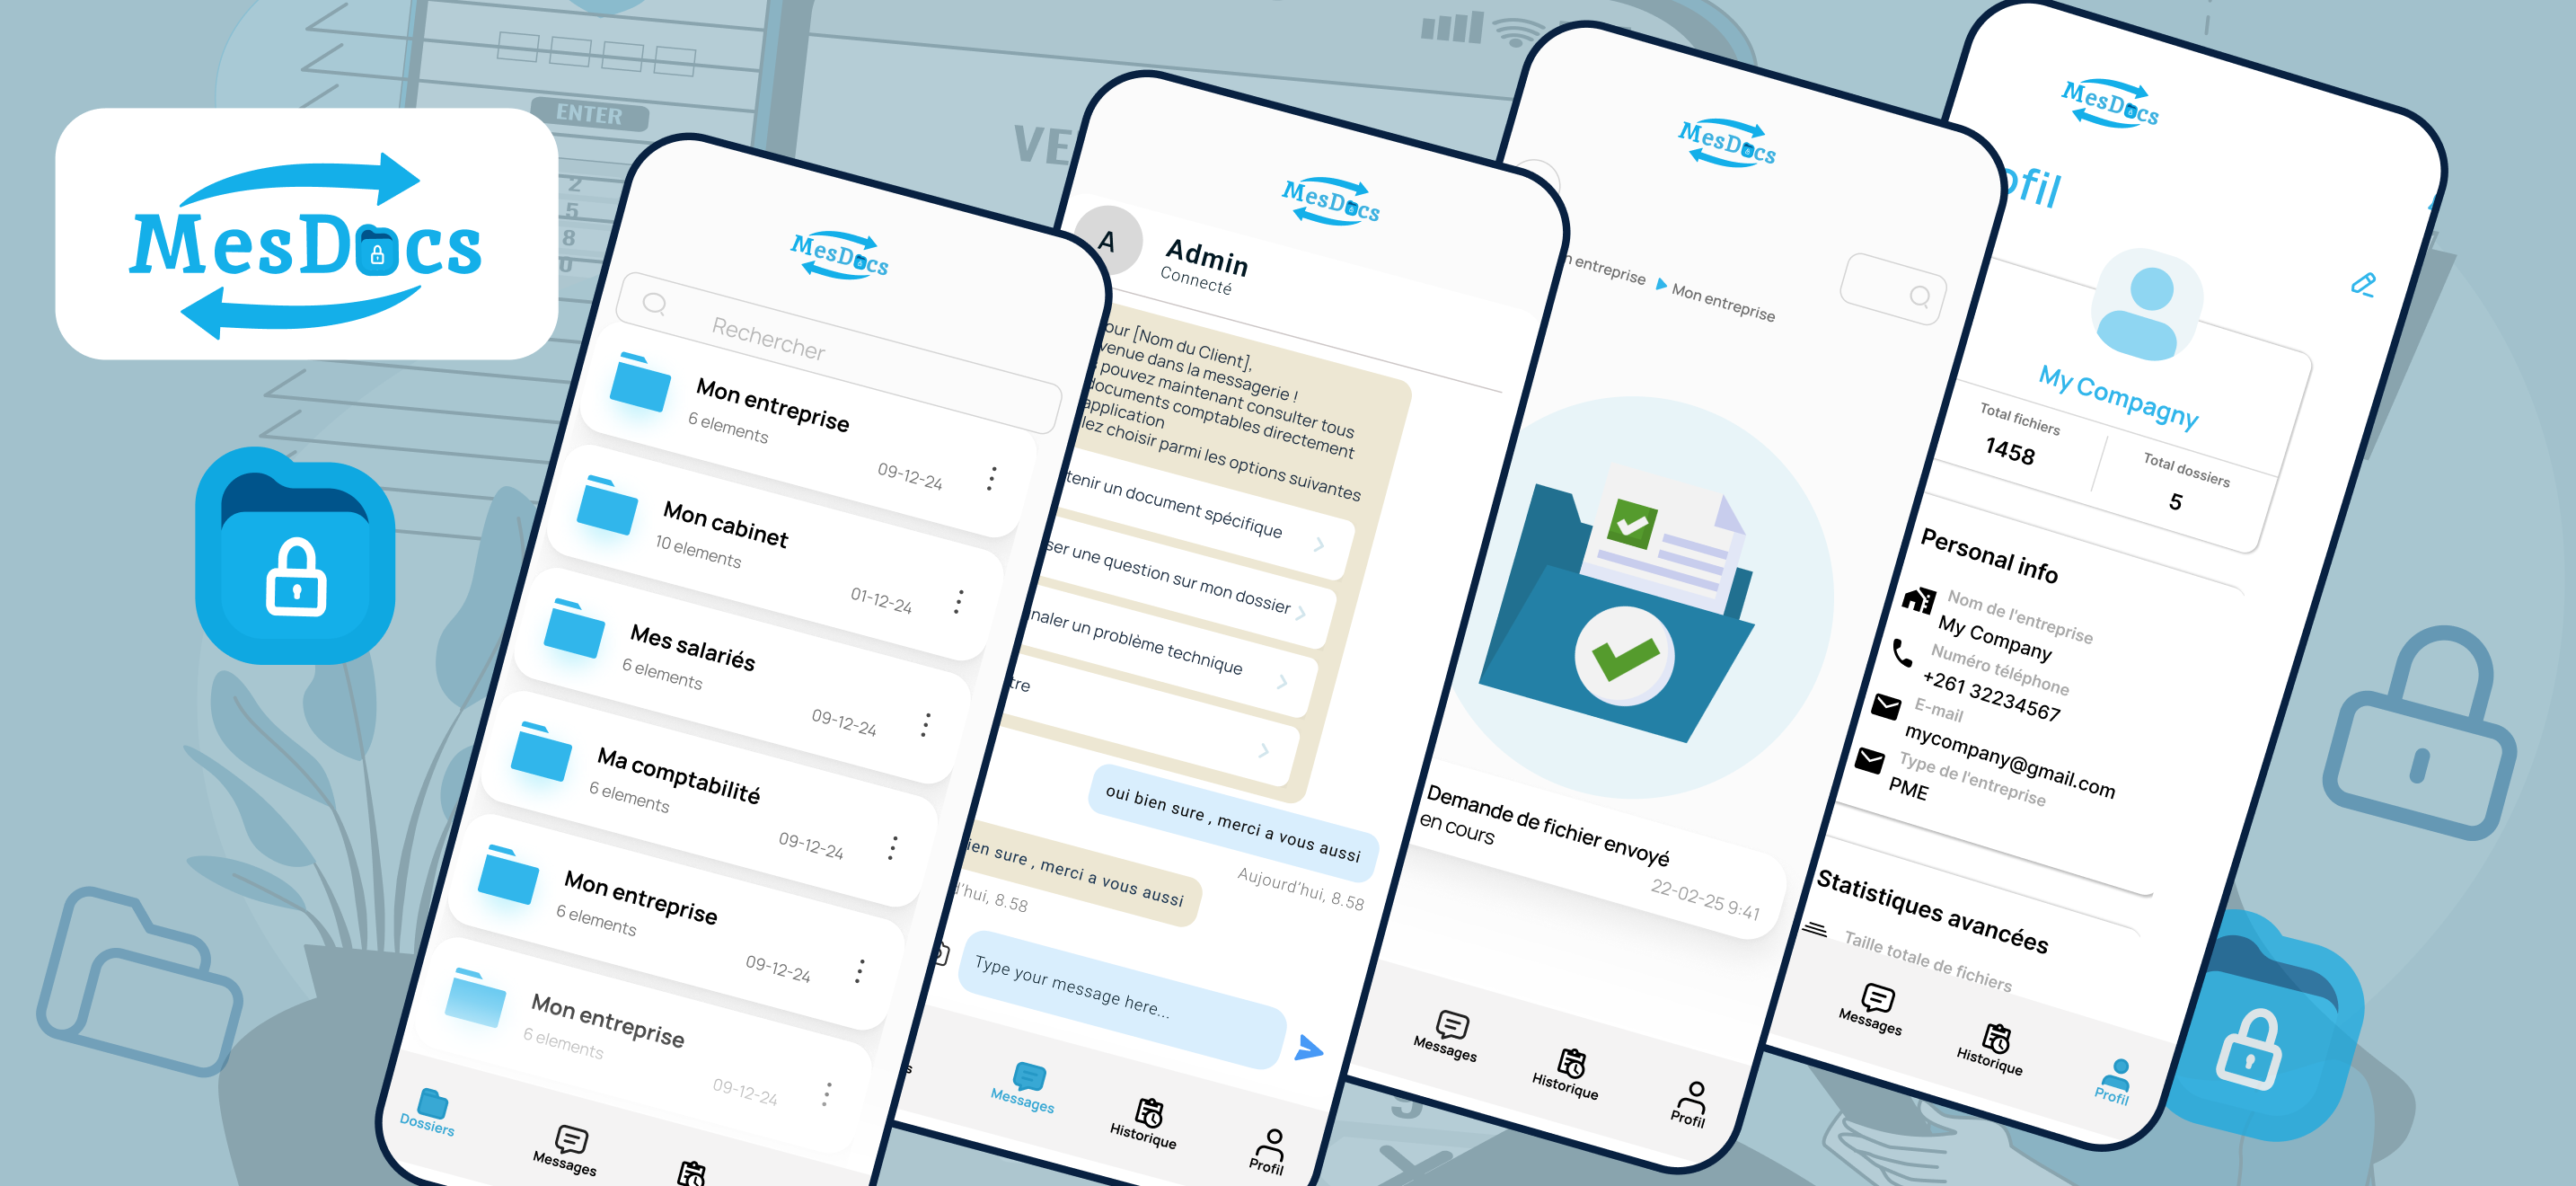 MesDocs
ENTER
2
5
8
0
VE
MesDocs
Rechercher
Mon entreprise
6 elements
09-12-24
Mon cabinet
10 elements
01-12-24
Mes salariés
6 elements
09-12-24
Ma comptabilité
6 elements
09-12-24
Mon entreprise
6 elements
09-12-24
Mon entreprise
6 elements
09-12-24
Dossiers
Messages
MesDocs
A
Admin
Connecté
our [Nom du Client],
venue dans la messagerie !
pouvez maintenant consulter tous
documents comptables directement
application
lez choisir parmi les options suivantes
tenir un document spécifique
ser une question sur mon dossier
naler un problème technique
tre
oui bien sure , merci a vous aussi
Aujourd'hui, 8.58
ien sure , merci a vous aussi
'hui, 8.58
Type your message here...
s
Messages
Historique
Profil
MesDocs
n entreprise
Mon entreprise
Demande de fichier envoyé
en cours
22-02-25 9:41
Messages
Historique
Profil
MesDocs
ofil
My Compagny
Total fichiers
1458
Total dossiers
5
Personal info
Nom de l'entreprise
My Company
Numéro téléphone
+261 32234567
E-mail
mycompany@gmail.com
Type de l'entreprise
PME
Statistiques avancées
Taille totale de fichiers
Messages
Historique
Profil